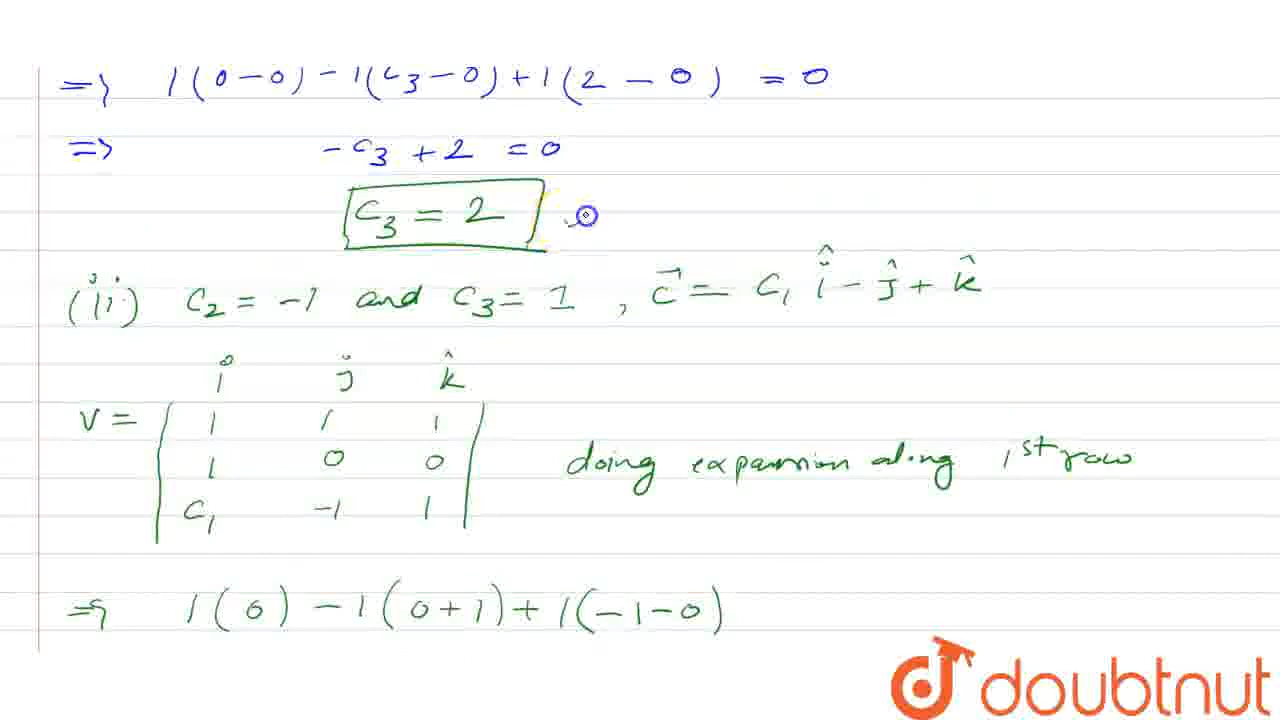 => 1(0-0) - 1(c₃-0) + 1(2-0) = 0
=> -c₃ + 2 = 0
c₃ = 2
(ii) c₂ = -1 and c₃ = 1, c⃗ = c₁ î - ĵ + k̂
i j k̂
v = | 1 1 1 |
| 1 0 0 | doing expansion along 1st row
| c₁ -1 1 |
=> 1(0) - 1(0+1) + 1(-1-0)
doubtnut